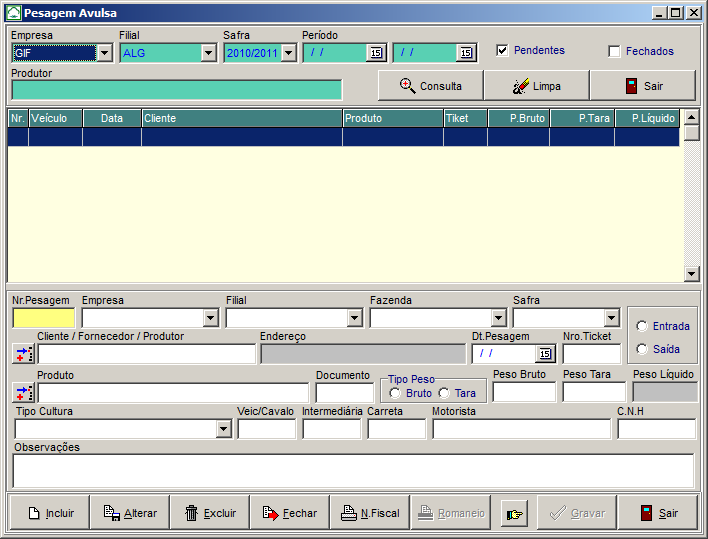 Pesagem Avulsa
Empresa Filial Safra Período
GIF ALG 2010/2011 / / 15 / / 15 Pendentes Fechados
Produtor
Consulta Limpa Sair
Nr. Veículo Data Cliente Produto Tiket P.Bruto P.Tara P.Líquido
Nr.Pesagem Empresa Filial Fazenda Safra
Entrada
Cliente / Fornecedor / Produtor Endereço Dt.Pesagem Nro.Ticket
/ / 15 Saída
Produto Documento Tipo Peso Peso Bruto Peso Tara Peso Líquido
Bruto Tara
Tipo Cultura Veic/Cavalo Intermediária Carreta Motorista C.N.H
Observações
Incluir Alterar Excluir Fechar N.Fiscal Romaneio Gravar Sair